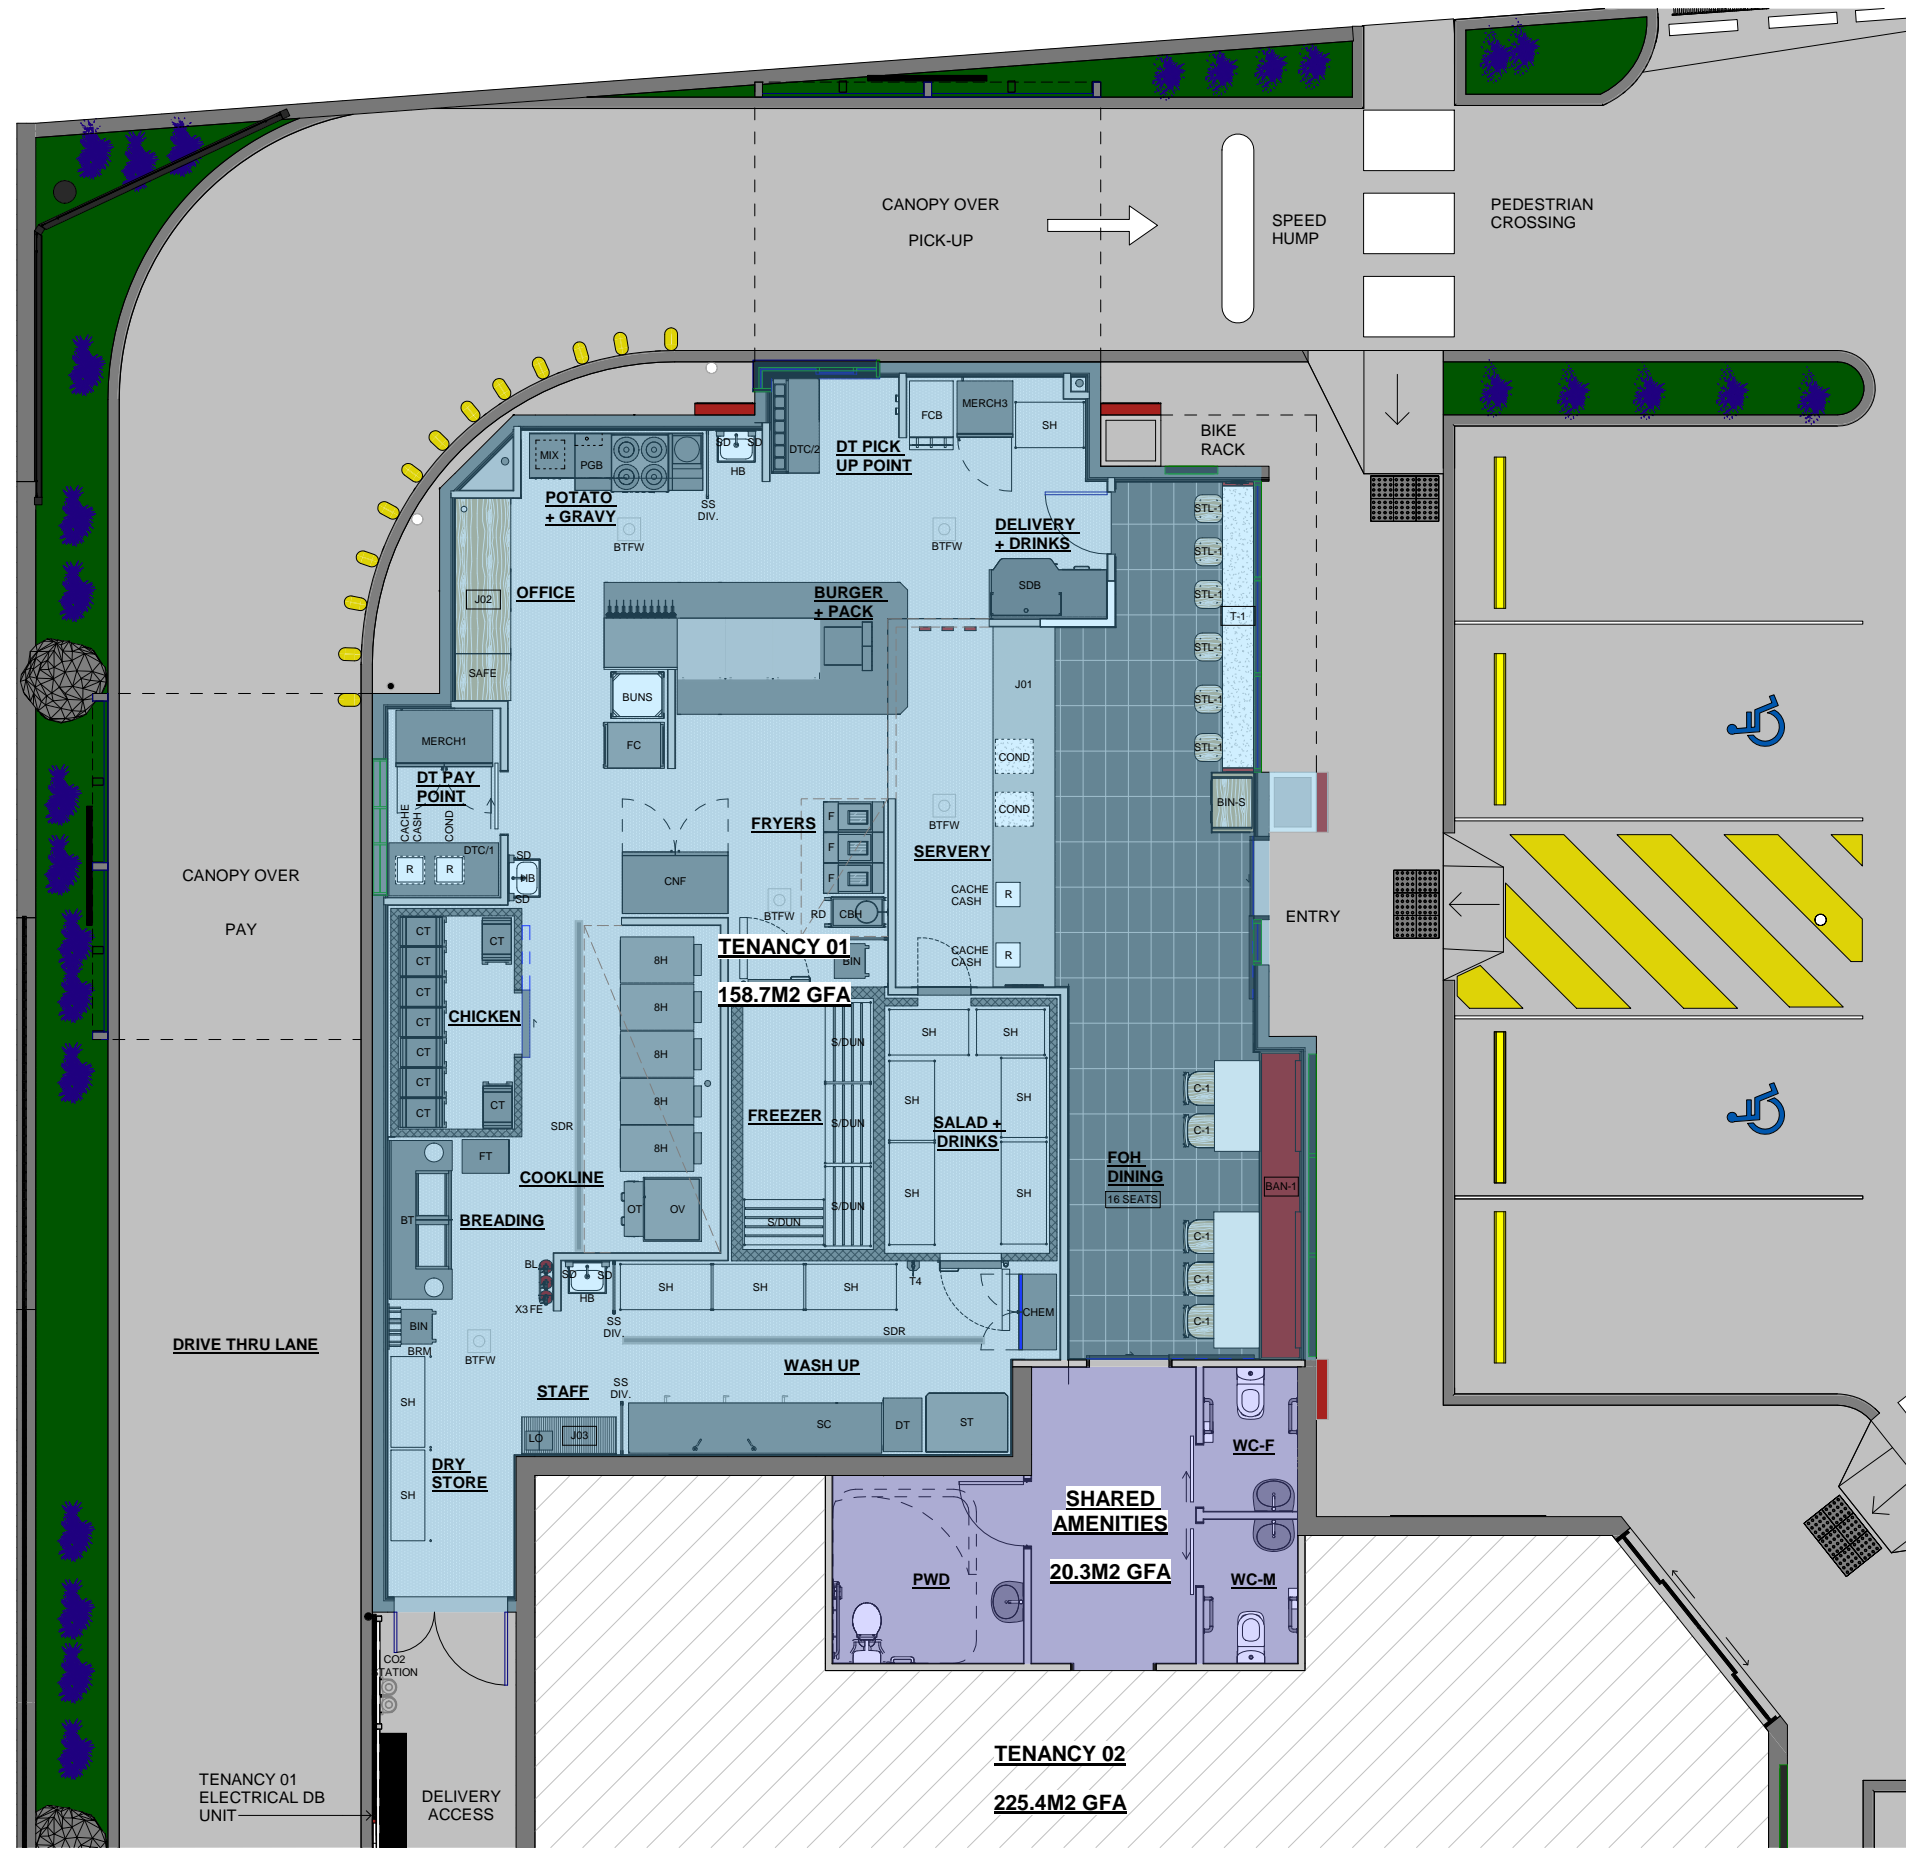 CANOPY OVER
PICK-UP
SPEED
HUMP
PEDESTRIAN
CROSSING
BIKE
RACK
MIX
PGB
SD
SD
HB
DTC/2
DT PICK
UP POINT
FCB
MERCH3
SH
POTATO
+ GRAVY
SS
DIV.
BTFW
BTFW
DELIVERY
+ DRINKS
STL-1
STL-1
STL-1
STL-1
STL-1
STL-1
T-1
OFFICE
J02
SAFE
BURGER
+ PACK
SDB
BUNS
FC
J01
COND
COND
MERCH1
DT PAY
POINT
CACHE
CASH
COND
DTC/1
R
R
SD
HB
SD
FRYERS
F
F
F
CNF
BTFW
RD
CBH
BIN
BTFW
SERVERY
CACHE
CASH
R
CACHE
CASH
R
BIN-S
ENTRY
CANOPY OVER
PAY
TENANCY 01
158.7M2 GFA
CT
CT
CT
CT
CT
CT
CT
CT
CT
CHICKEN
8H
8H
8H
8H
8H
SDR
OT
OV
COOKLINE
FT
BT
BREADING
FREEZER
S/DUN
S/DUN
S/DUN
S/DUN
SH
SH
SH
SH
SH
SH
SALAD +
DRINKS
FOH
DINING
16 SEATS
C-1
C-1
C-1
C-1
C-1
BAN-1
BL
X3 FE
SD
SD
HB
SS
DIV.
SH
SH
SH
T4
CHEM
SDR
BIN
BRM
BTFW
WASH UP
STAFF
SS
DIV.
SH
SH
LO
J03
SC
DT
ST
DRY
STORE
DRIVE THRU LANE
WC-F
SHARED
AMENITIES
20.3M2 GFA
PWD
WC-M
CO2
STATION
TENANCY 01
ELECTRICAL DB
UNIT
DELIVERY
ACCESS
TENANCY 02
225.4M2 GFA